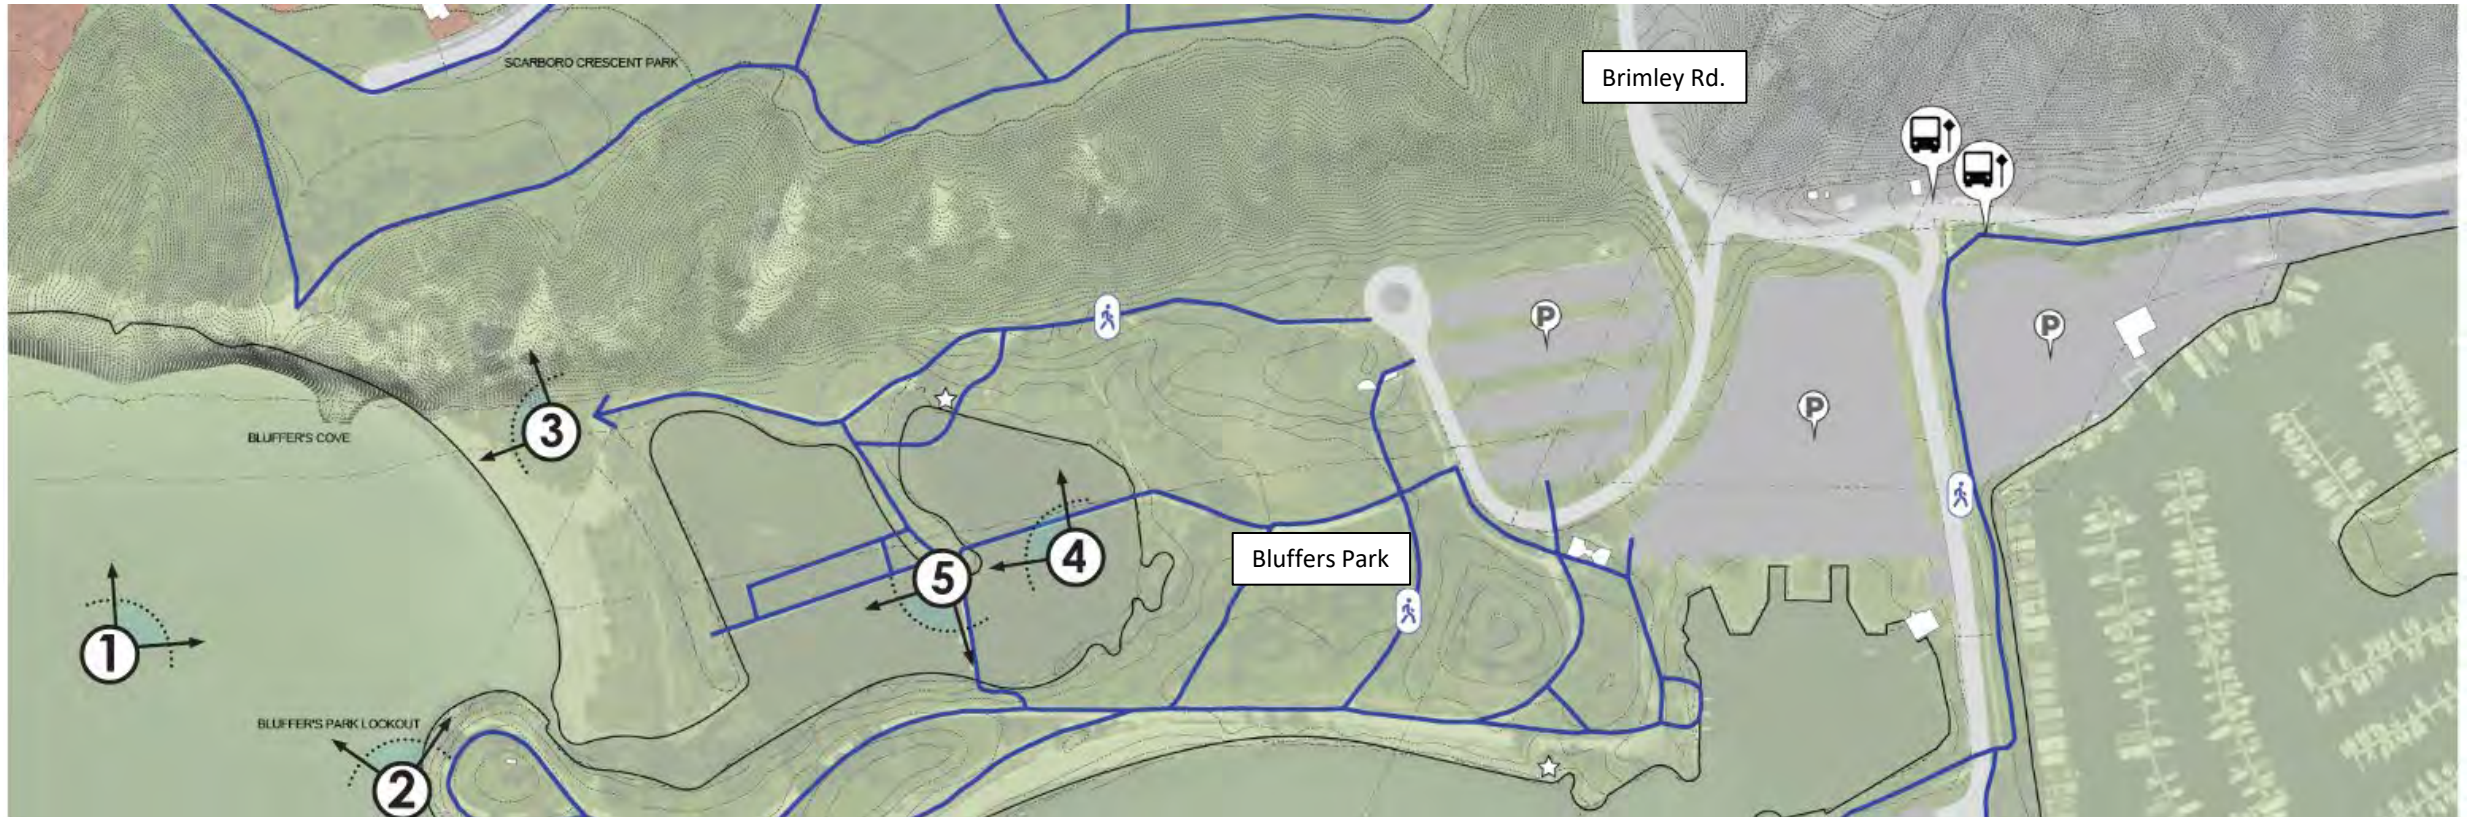 SCARBORO CRESCENT PARK
Brimley Rd.
P
P
P
3
BLUFFER'S COVE
4
5
Bluffers Park
1
BLUFFER'S PARK LOOKOUT
2